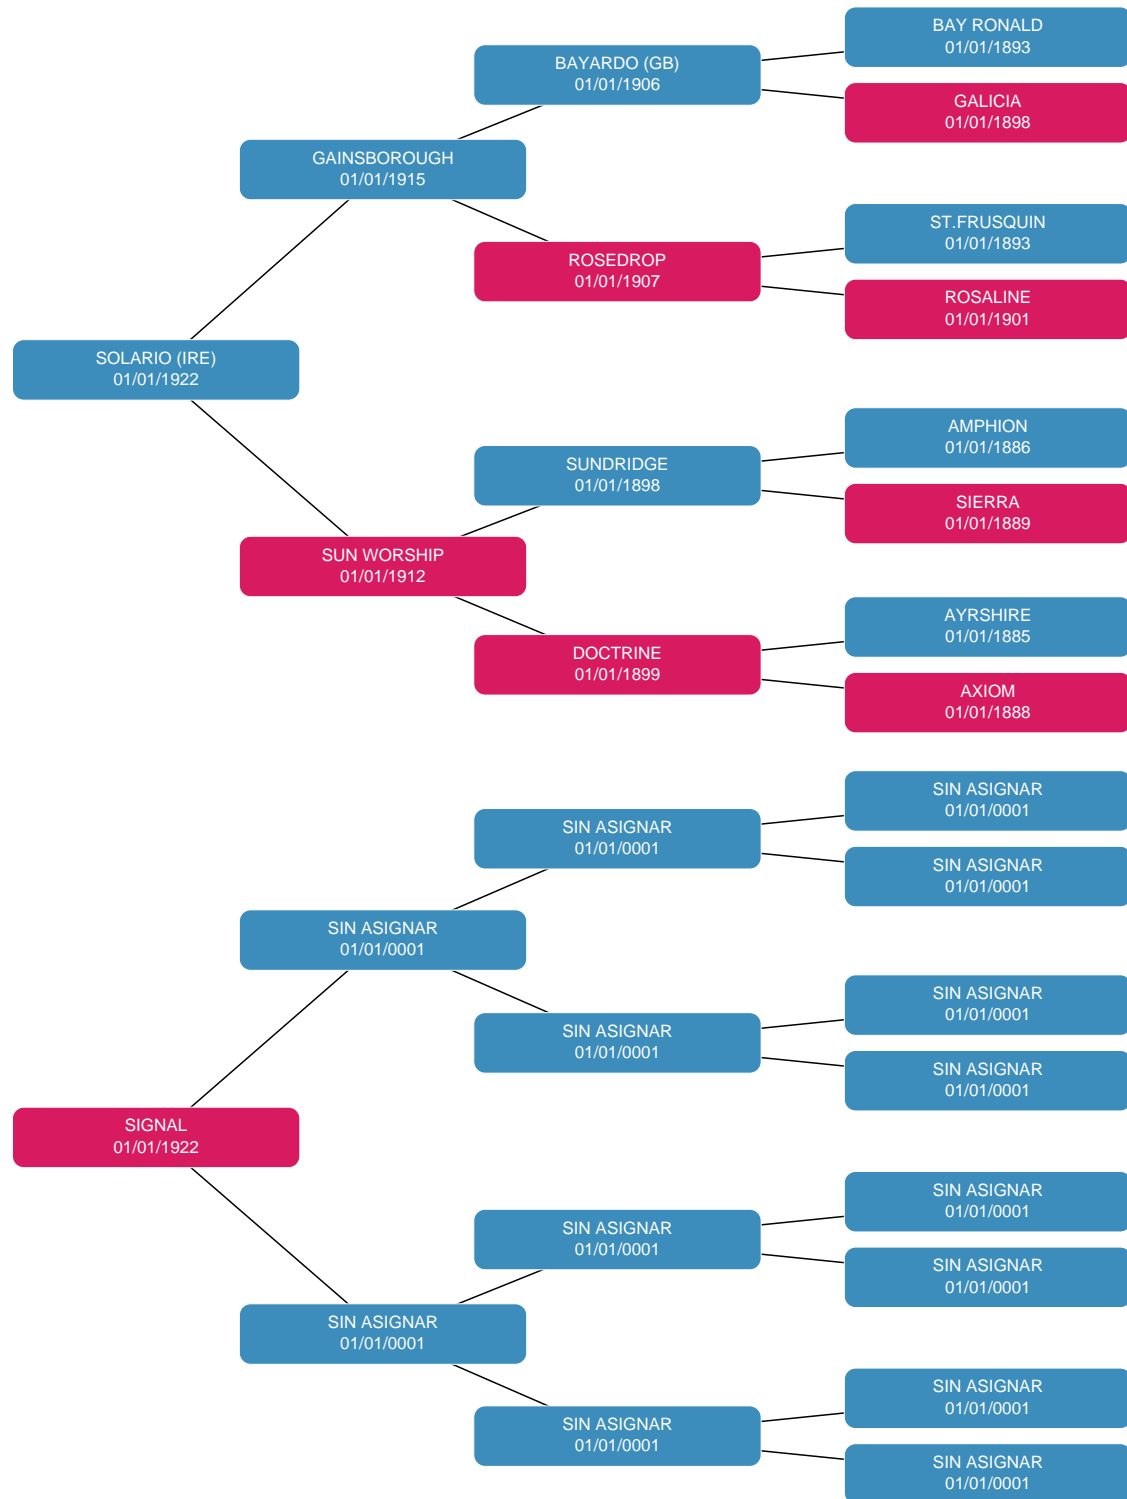 BAY RONALD
01/01/1893
BAYARDO (GB)
01/01/1906
GALICIA
01/01/1898
GAINSBOROUGH
01/01/1915
ST.FRUSQUIN
01/01/1893
ROSEDROP
01/01/1907
ROSALINE
01/01/1901
SOLARIO (IRE)
01/01/1922
AMPHION
01/01/1886
SUNDRIDGE
01/01/1898
SIERRA
01/01/1889
SUN WORSHIP
01/01/1912
AYRSHIRE
01/01/1885
DOCTRINE
01/01/1899
AXIOM
01/01/1888
SIN ASIGNAR
01/01/0001
SIN ASIGNAR
01/01/0001
SIN ASIGNAR
01/01/0001
SIN ASIGNAR
01/01/0001
SIN ASIGNAR
01/01/0001
SIN ASIGNAR
01/01/0001
SIN ASIGNAR
01/01/0001
SIGNAL
01/01/1922
SIN ASIGNAR
01/01/0001
SIN ASIGNAR
01/01/0001
SIN ASIGNAR
01/01/0001
SIN ASIGNAR
01/01/0001
SIN ASIGNAR
01/01/0001
SIN ASIGNAR
01/01/0001
SIN ASIGNAR
01/01/0001